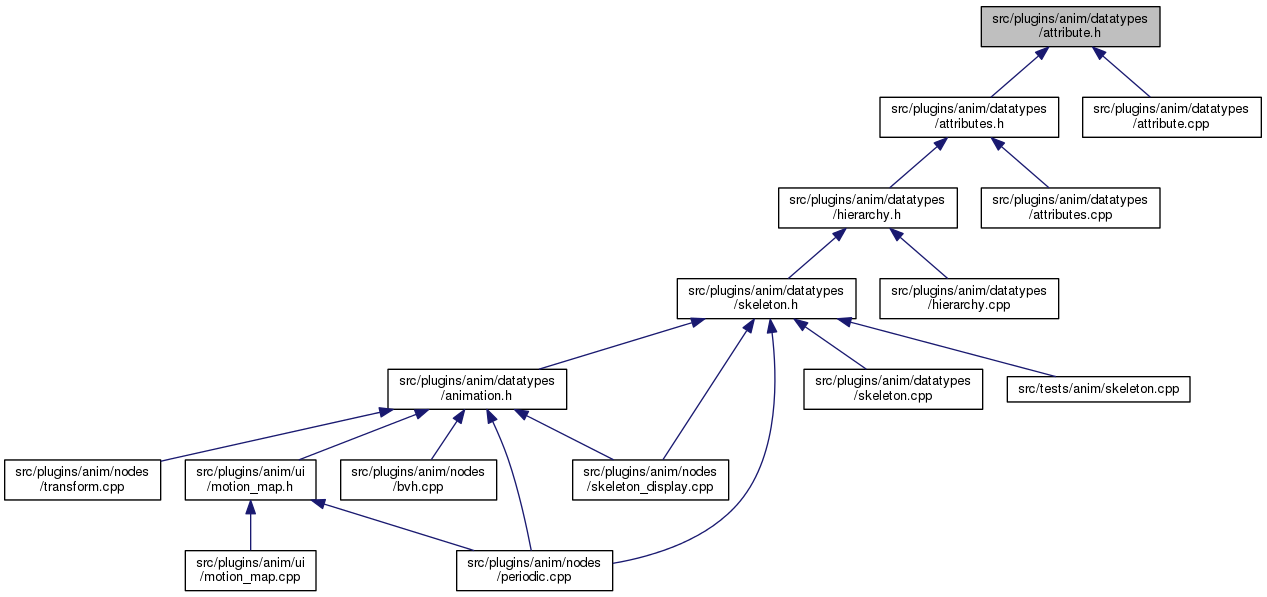 src/plugins/anim/datatypes
/attribute.h
src/plugins/anim/datatypes
/attributes.h
src/plugins/anim/datatypes
/attribute.cpp
src/plugins/anim/datatypes
/hierarchy.h
src/plugins/anim/datatypes
/attributes.cpp
src/plugins/anim/datatypes
/skeleton.h
src/plugins/anim/datatypes
/hierarchy.cpp
src/plugins/anim/datatypes
/animation.h
src/plugins/anim/datatypes
/skeleton.cpp
src/tests/anim/skeleton.cpp
src/plugins/anim/nodes
/transform.cpp
src/plugins/anim/ui
/motion_map.h
src/plugins/anim/nodes
/bvh.cpp
src/plugins/anim/nodes
/skeleton_display.cpp
src/plugins/anim/ui
/motion_map.cpp
src/plugins/anim/nodes
/periodic.cpp